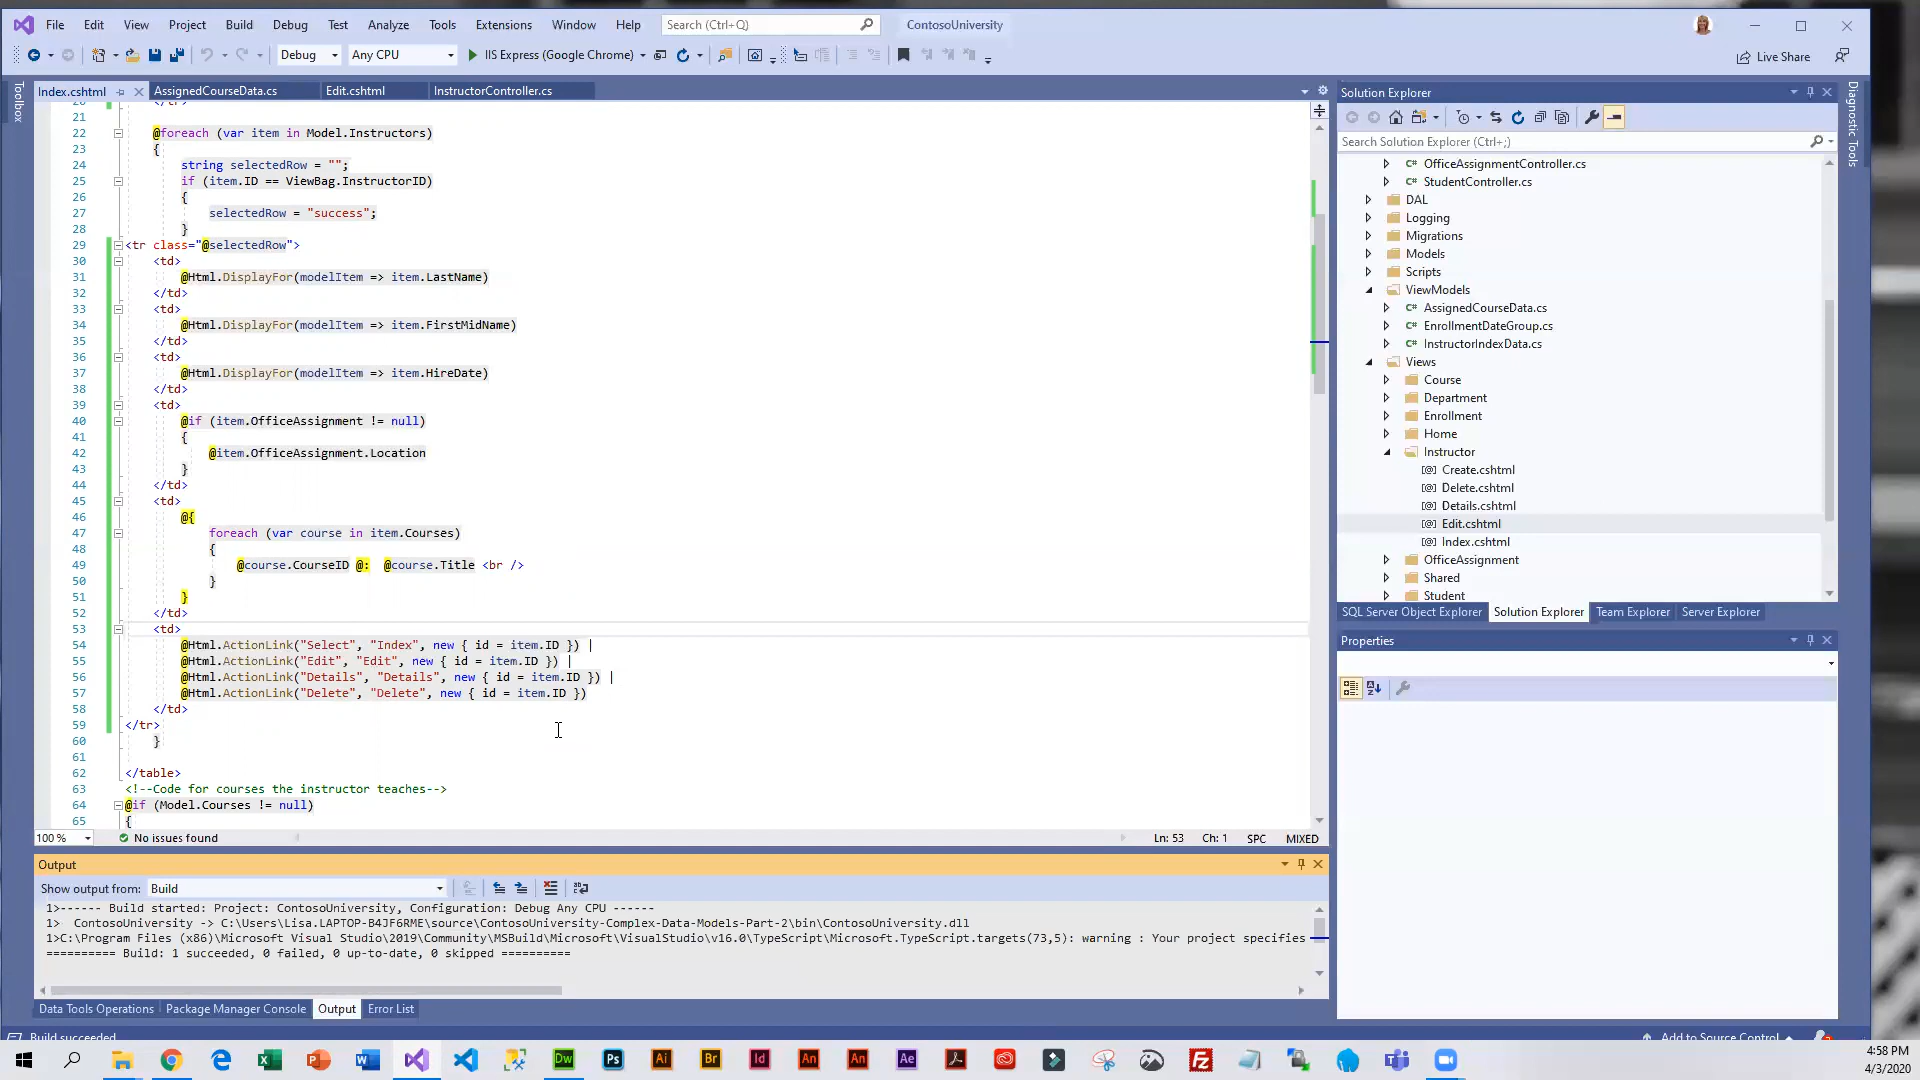 File Edit View Project Build Debug Test Analyze Tools Extensions Window Help Search (Ctrl+Q) ContosoUniversity
Debug Any CPU IIS Express (Google Chrome) Live Share
Toolbox
Index.cshtml AssignedCourseData.cs Edit.cshtml InstructorController.cs
21
22 @foreach (var item in Model.Instructors)
23 {
24 string selectedRow = "";
25 if (item.ID == ViewBag.InstructorID)
26 {
27 selectedRow = "success";
28 }
29 <tr class="@selectedRow">
30 <td>
31 @Html.DisplayFor(modelItem => item.LastName)
32 </td>
33 <td>
34 @Html.DisplayFor(modelItem => item.FirstMidName)
35 </td>
36 <td>
37 @Html.DisplayFor(modelItem => item.HireDate)
38 </td>
39 <td>
40 @if (item.OfficeAssignment != null)
41 {
42 @item.OfficeAssignment.Location
43 }
44 </td>
45 <td>
46 @{
47 foreach (var course in item.Courses)
48 {
49 @course.CourseID @: @course.Title <br />
50 }
51 }
52 </td>
53 <td>
54 @Html.ActionLink("Select", "Index", new { id = item.ID }) |
55 @Html.ActionLink("Edit", "Edit", new { id = item.ID }) |
56 @Html.ActionLink("Details", "Details", new { id = item.ID }) |
57 @Html.ActionLink("Delete", "Delete", new { id = item.ID })
58 </td>
59 </tr>
60 }
61
62 </table>
63 <!--Code for courses the instructor teaches-->
64 @if (Model.Courses != null)
65 {
100 % No issues found Ln: 53 Ch: 1 SPC MIXED
Output
Show output from: Build
1>------ Build started: Project: ContosoUniversity, Configuration: Debug Any CPU ------
1> ContosoUniversity -> C:\Users\Lisa.LAPTOP-B4JF6RME\source\ContosoUniversity-Complex-Data-Models-Part-2\bin\ContosoUniversity.dll
1>C:\Program Files (x86)\Microsoft Visual Studio\2019\Community\MSBuild\Microsoft\VisualStudio\v16.0\TypeScript\Microsoft.TypeScript.targets(73,5): warning : Your project specifies
========== Build: 1 succeeded, 0 failed, 0 up-to-date, 0 skipped ==========
Data Tools Operations Package Manager Console Output Error List
Build succeeded
Add to Source Control
Solution Explorer
Search Solution Explorer (Ctrl+;)
C# OfficeAssignmentController.cs
C# StudentController.cs
DAL
Logging
Migrations
Models
Scripts
ViewModels
C# AssignedCourseData.cs
C# EnrollmentDateGroup.cs
C# InstructorIndexData.cs
Views
Course
Department
Enrollment
Home
Instructor
[@] Create.cshtml
[@] Delete.cshtml
[@] Details.cshtml
[@] Edit.cshtml
[@] Index.cshtml
OfficeAssignment
Shared
Student
SQL Server Object Explorer Solution Explorer Team Explorer Server Explorer
Properties
Diagnostic Tools
Dw Ps Ai Br Id An An Ae
4:58 PM
4/3/2020